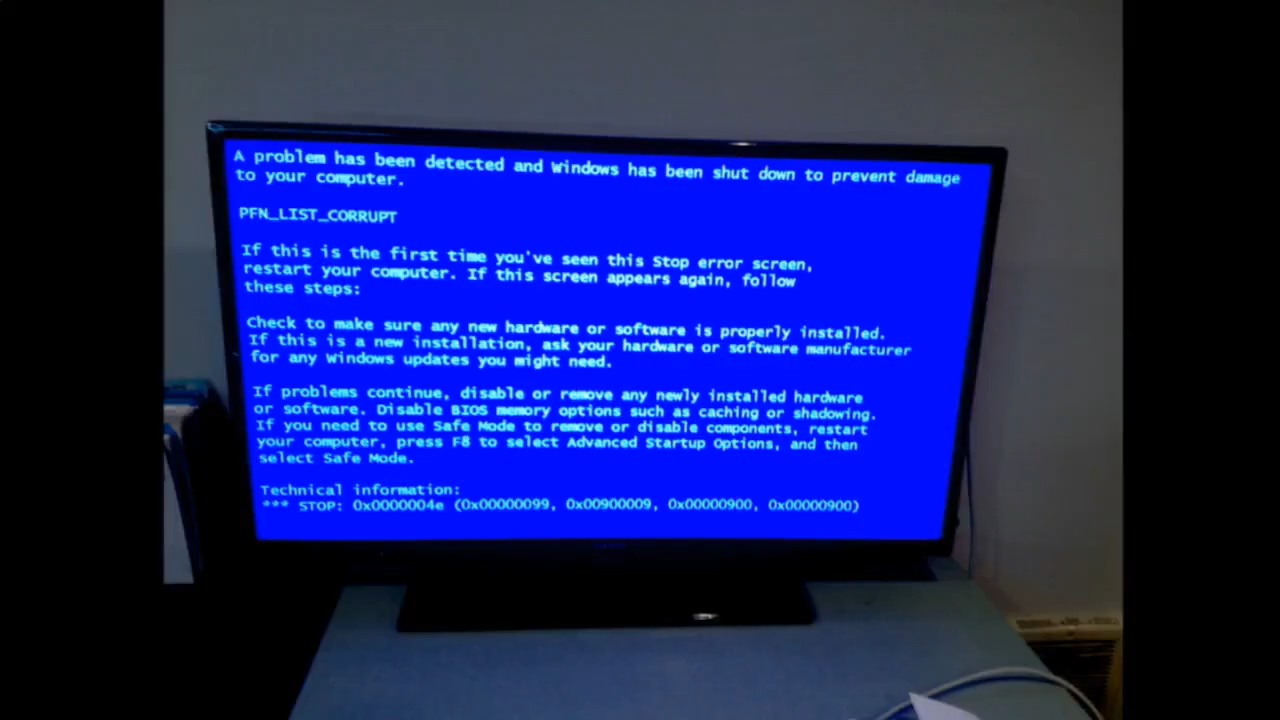 A problem has been detected and Windows has been shut down to prevent damage
to your computer.
PFN_LIST_CORRUPT
If this is the first time you've seen this Stop error screen,
restart your computer. If this screen appears again, follow
these steps:
Check to make sure any new hardware or software is properly installed.
If this is a new installation, ask your hardware or software manufacturer
for any Windows updates you might need.
If problems continue, disable or remove any newly installed hardware
or software. Disable BIOS memory options such as caching or shadowing.
If you need to use Safe Mode to remove or disable components, restart
your computer, press F8 to select Advanced Startup Options, and then
select Safe Mode.
Technical information:
*** STOP: 0x0000004e (0x00000099, 0x00900009, 0x00000900, 0x00000900)